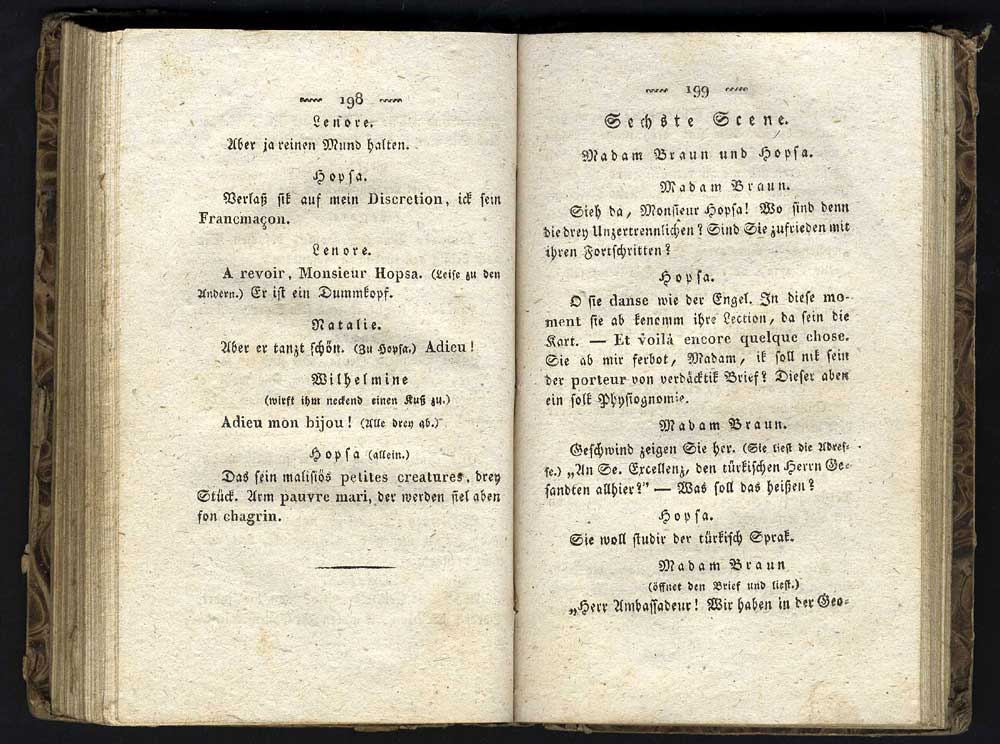 198
Lenore.
Aber ja reinen Mund halten.
Hopsa.
Verlaß sik auf mein Discretion, ick sein
Francmaçon.
Lenore.
A revoir, Monsieur Hopsa. (Leise zu den
Andern.) Er ist ein Dummkopf.
Natalie.
Aber er tanzt schön. (Zu Hopsa.) Adieu!
Wilhelmine
(wirft ihm neckend einen Kuß zu.)
Adieu mon bijou! (Alle drey ab.)
Hopsa (allein.)
Das sein malisiös petites creatures, drey
Stück. Arm pauvre mari, der werden fiel aben
fon chagrin.
199
Sechste Scene.
Madam Braun und Hopsa.
Madam Braun.
Sieh da, Monsieur Hopsa! Wo sind denn
die drey Unzertrennlichen? Sind Sie zufrieden mit
ihren Fortschritten?
Hopsa.
O sie danse wie der Engel. In diese mo-
ment sie ab kenomm ihre Lection, da sein die
Kart. — Et voilà encore quelque chose.
Sie ab mir ferbot, Madam, ik soll nik sein
der porteur von verdäcktik Brief? Dieser aben
ein solk Physiognomie.
Madam Braun.
Geschwind zeigen Sie her. (Sie liest die Adres-
se.) „An Se. Excellenz, den türkischen Herrn Ge-
sandten allhier?” — Was soll das heißen?
Hopsa.
Sie woll studir der türkisch Sprak.
Madam Braun
(öffnet den Brief und liest.)
„Herr Ambassadeur! Wir haben in der Geo-